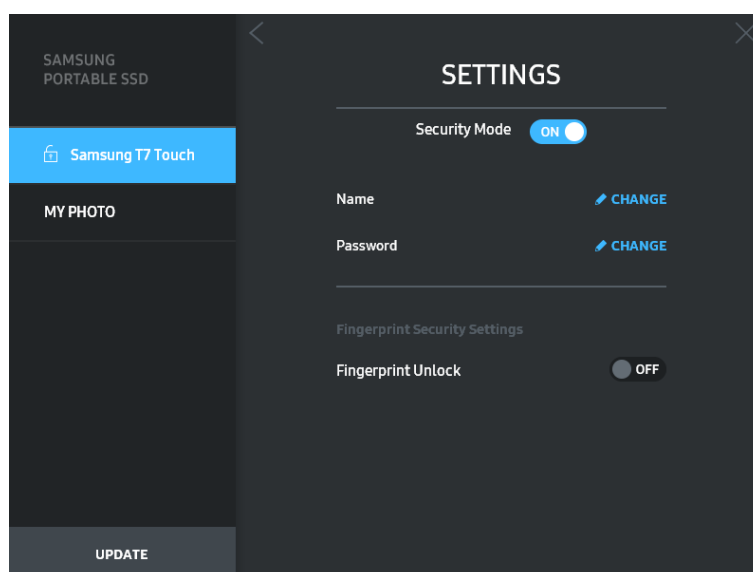 SAMSUNG
PORTABLE SSD
Samsung T7 Touch
MY PHOTO
UPDATE
SETTINGS
Security Mode ON
Name CHANGE
Password CHANGE
Fingerprint Security Settings
Fingerprint Unlock OFF